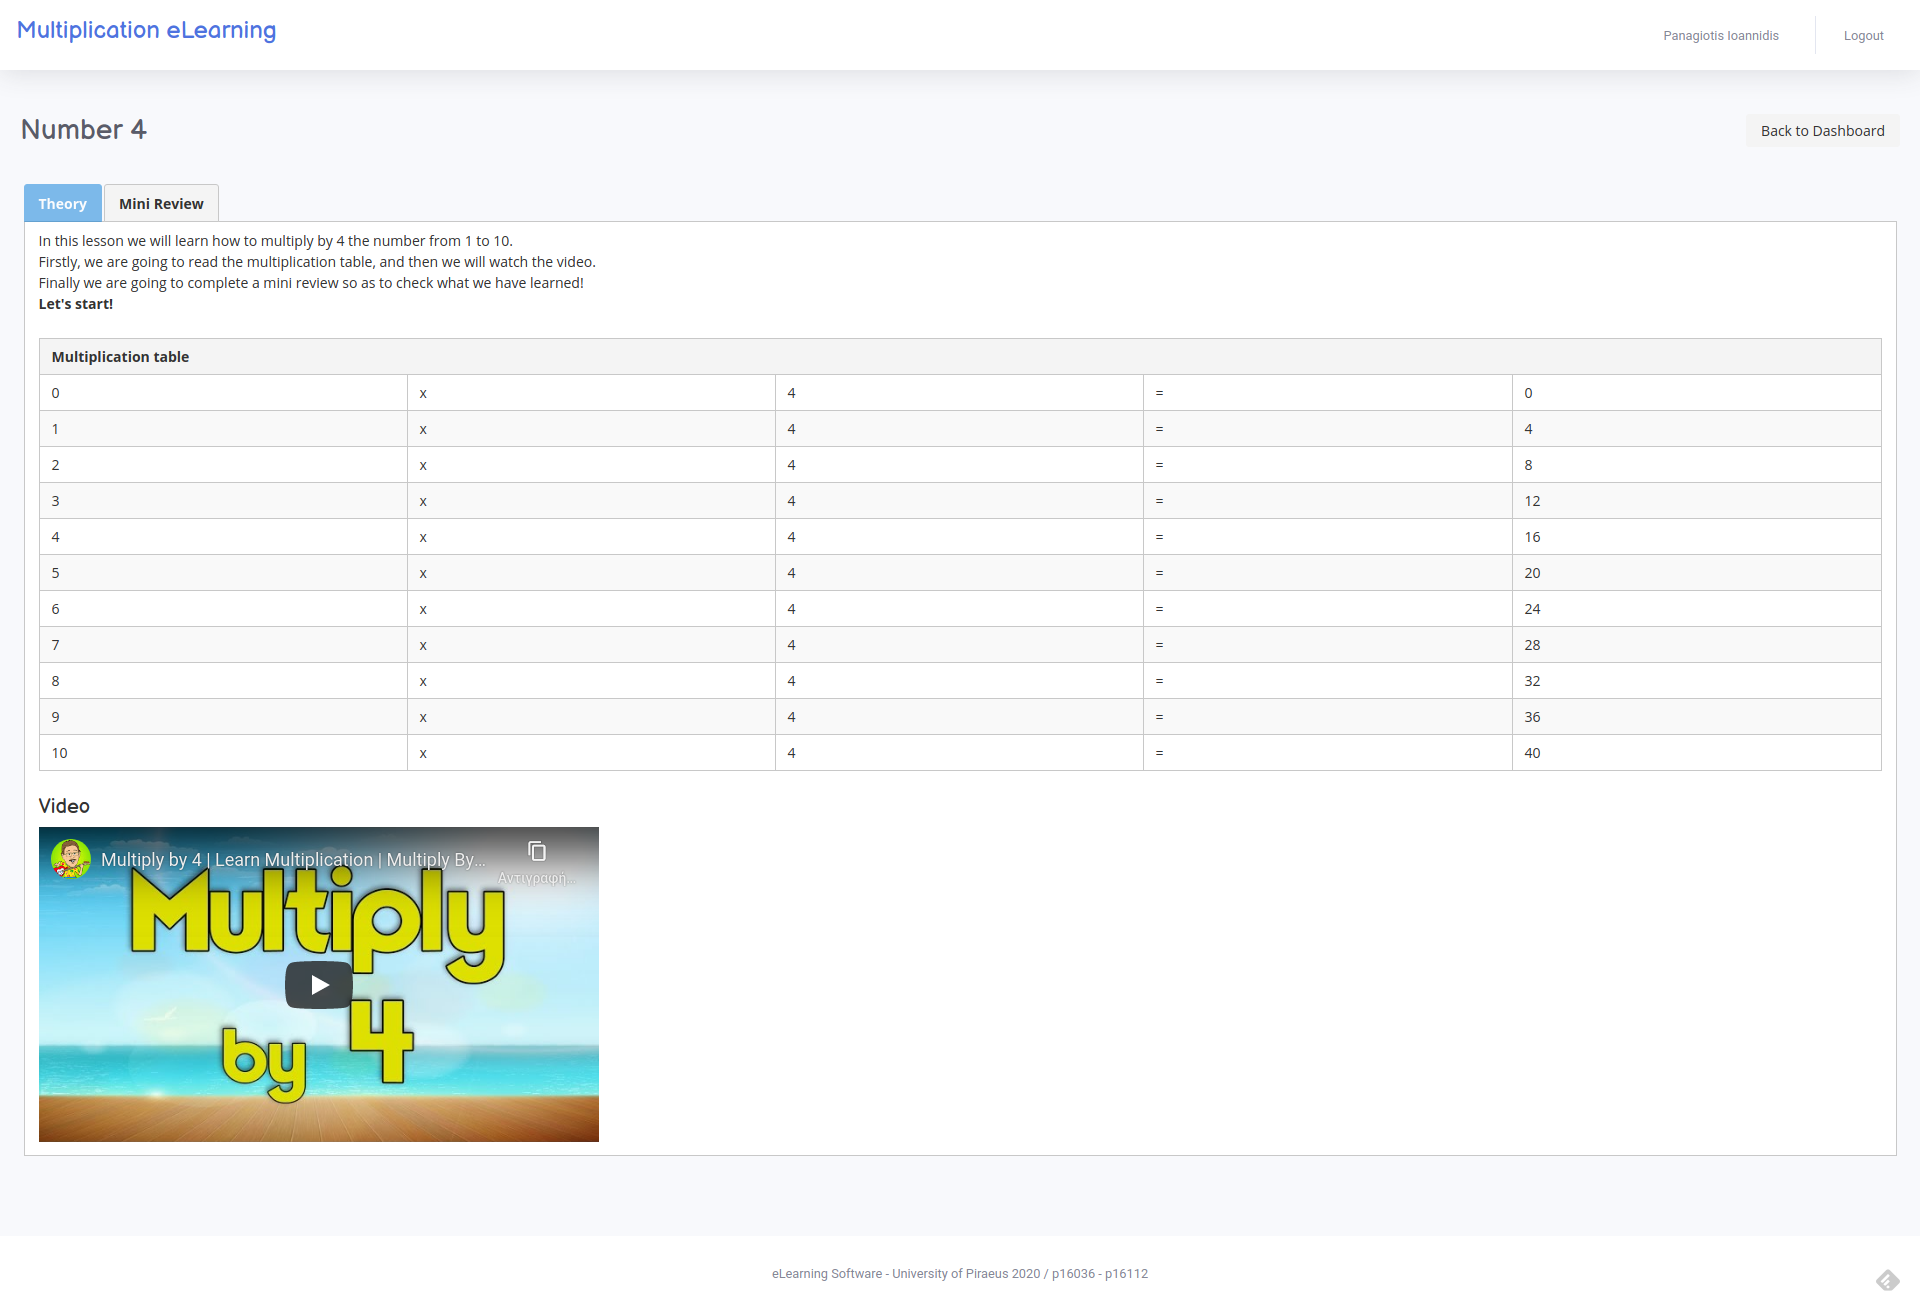 Multiplication eLearning
Panagiotis Ioannidis
Logout
Number 4
Back to Dashboard
Theory
Mini Review
In this lesson we will learn how to multiply by 4 the number from 1 to 10.
Firstly, we are going to read the multiplication table, and then we will watch the video.
Finally we are going to complete a mini review so as to check what we have learned!
Let's start!
Multiplication table
0 x 4 = 0
1 x 4 = 4
2 x 4 = 8
3 x 4 = 12
4 x 4 = 16
5 x 4 = 20
6 x 4 = 24
7 x 4 = 28
8 x 4 = 32
9 x 4 = 36
10 x 4 = 40
Video
Multiply by 4 | Learn Multiplication | Multiply By...
Αντιγραφή...
Multiply
by 4
eLearning Software - University of Piraeus 2020 / p16036 - p16112